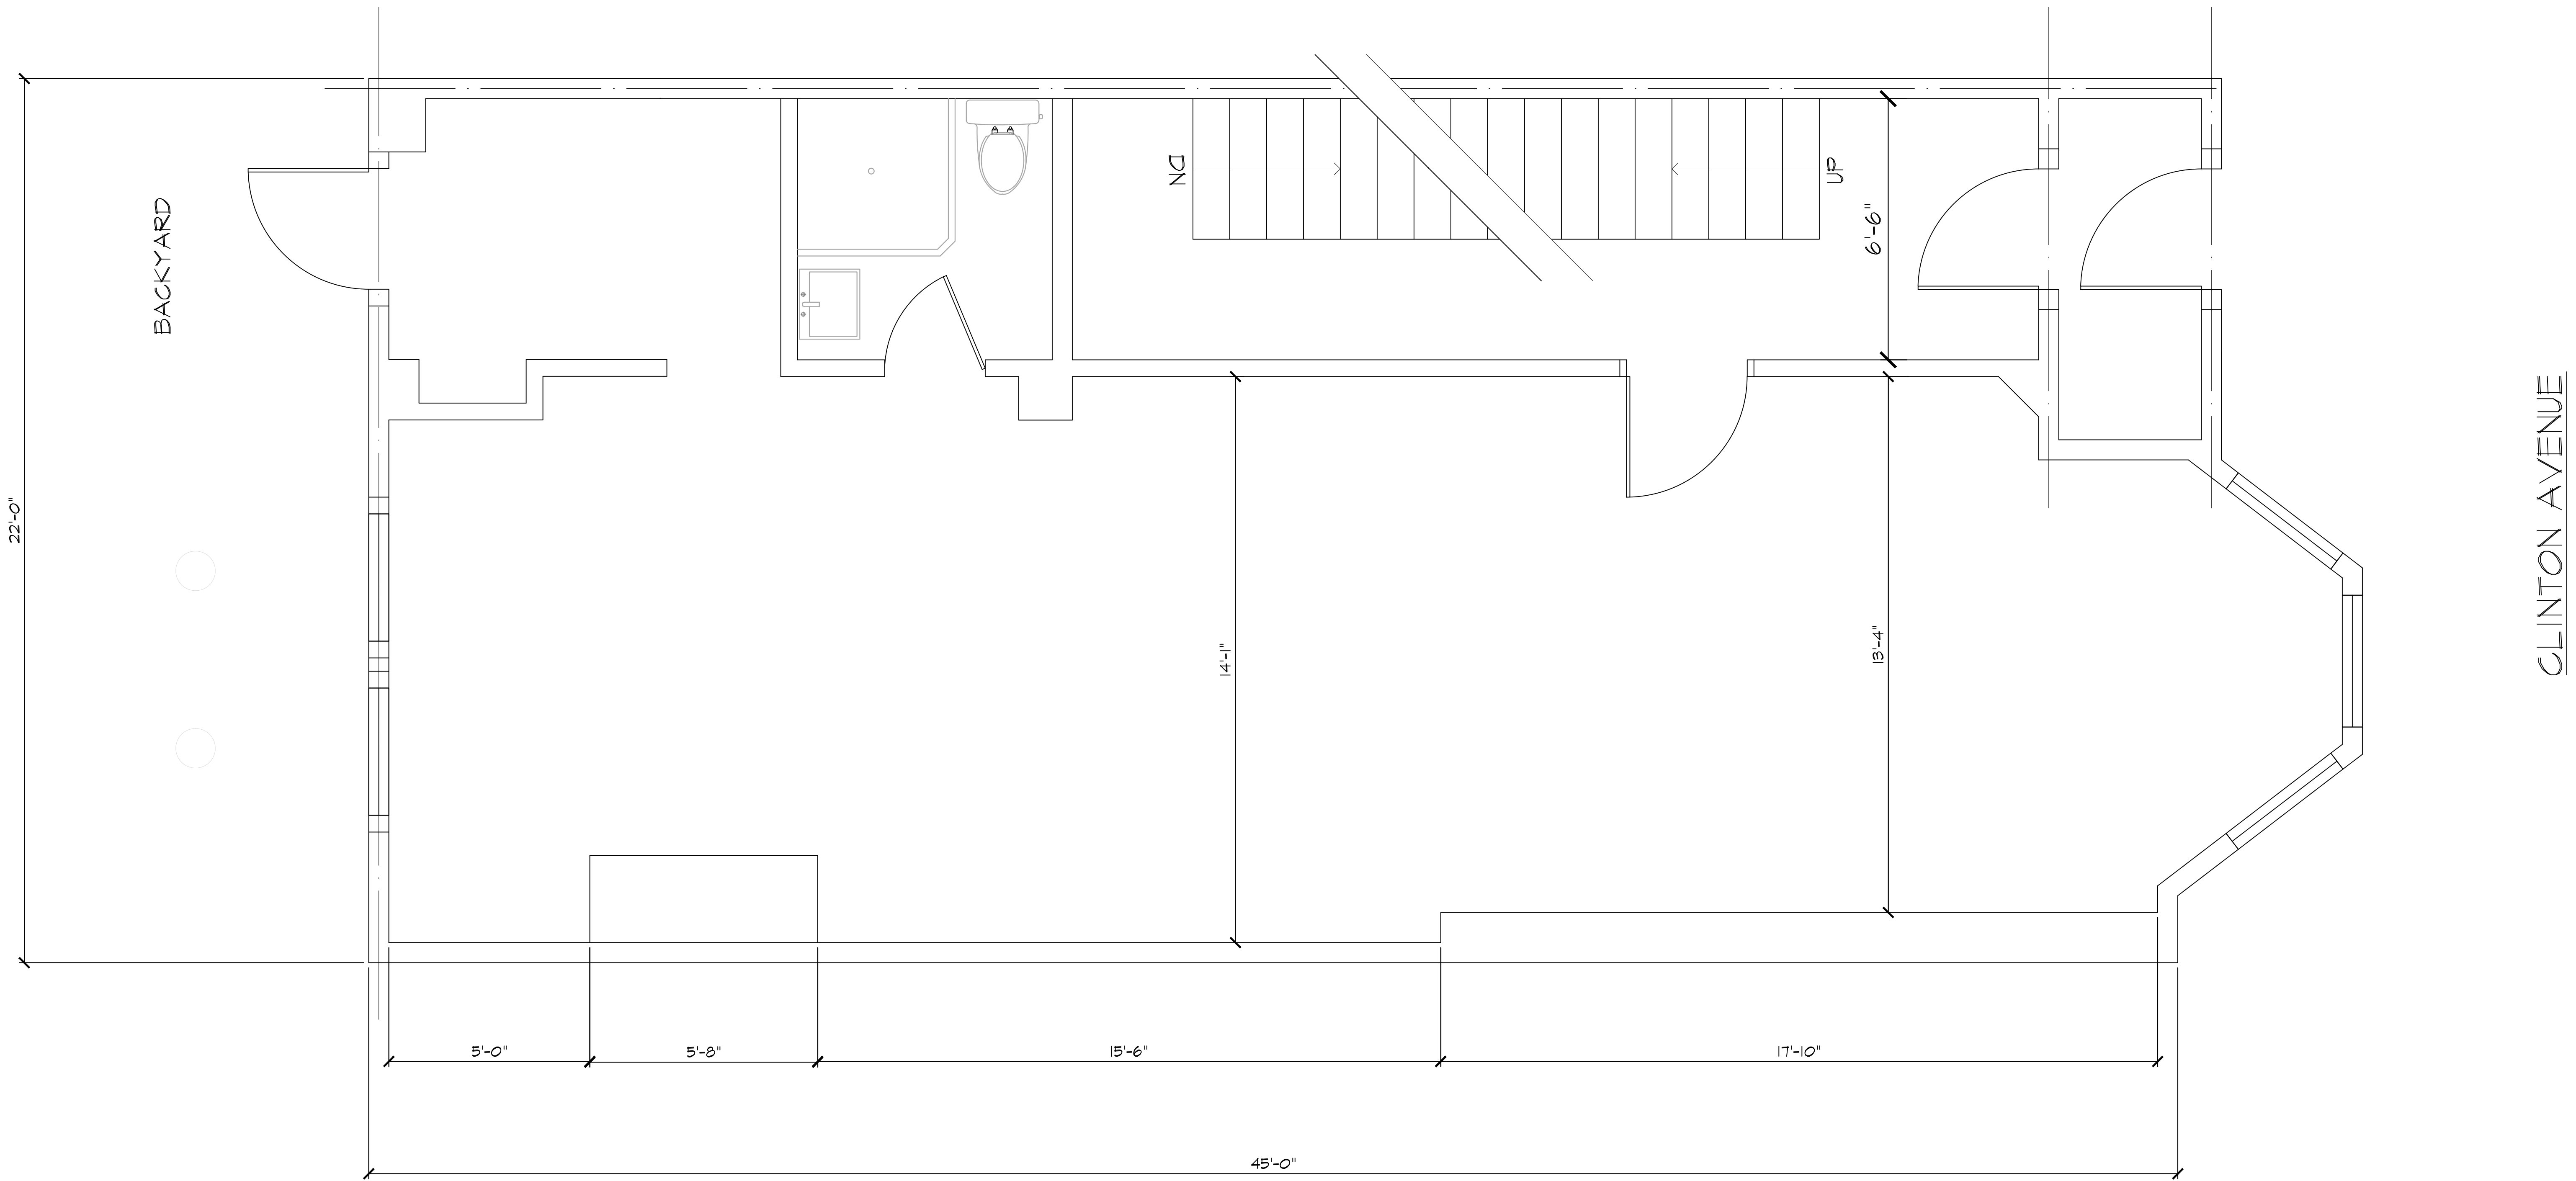 BACKYARD
22'-0"
DN
UP
6'-6"
14'-1"
13'-4"
CLINTON AVENUE
5'-0"
5'-8"
15'-6"
17'-10"
45'-0"